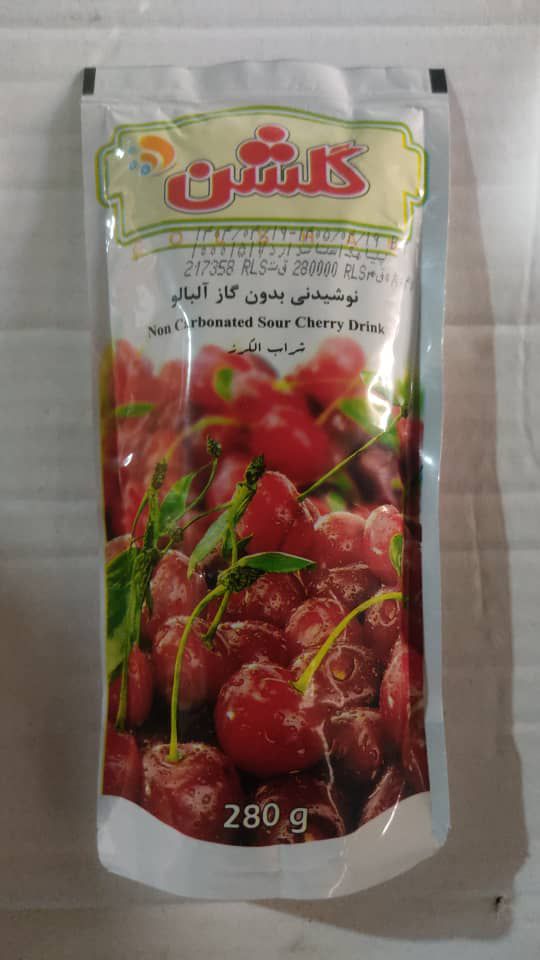 گلشن
217358 RLS ف‌ت 280000 RLS
نوشیدنی بدون گاز آلبالو
Non Carbonated Sour Cherry Drink
شراب الكرز
280 g